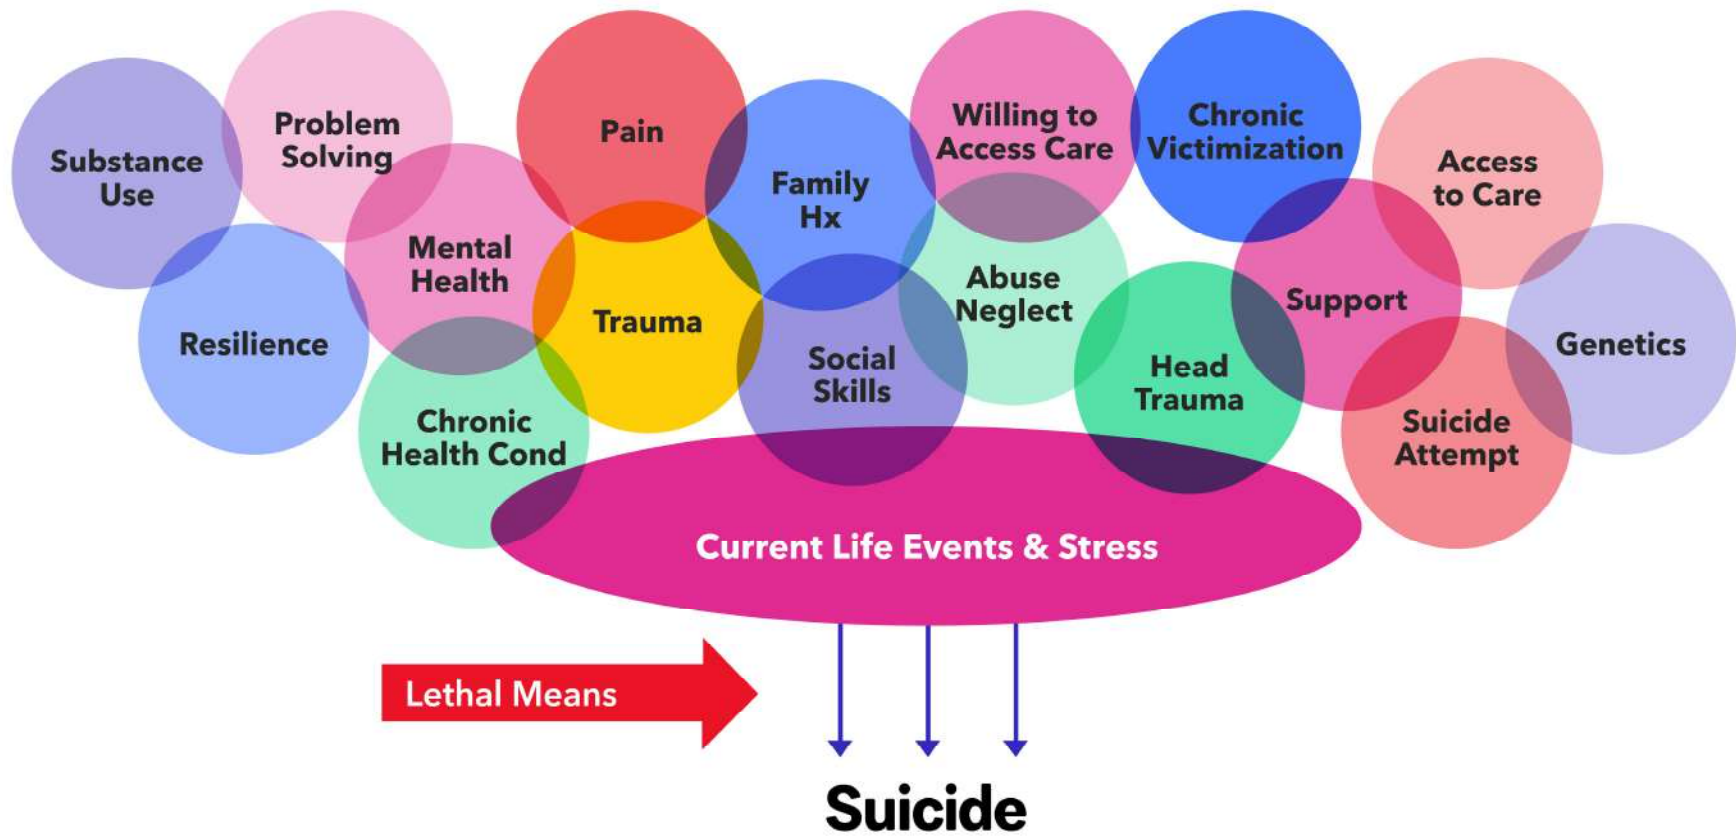 Substance
Use
Problem
Solving
Resilience
Mental
Health
Chronic
Health Cond
Pain
Trauma
Family
Hx
Social
Skills
Willing to
Access Care
Abuse
Neglect
Chronic
Victimization
Head
Trauma
Support
Access
to Care
Suicide
Attempt
Genetics
Current Life Events & Stress
Lethal Means
Suicide